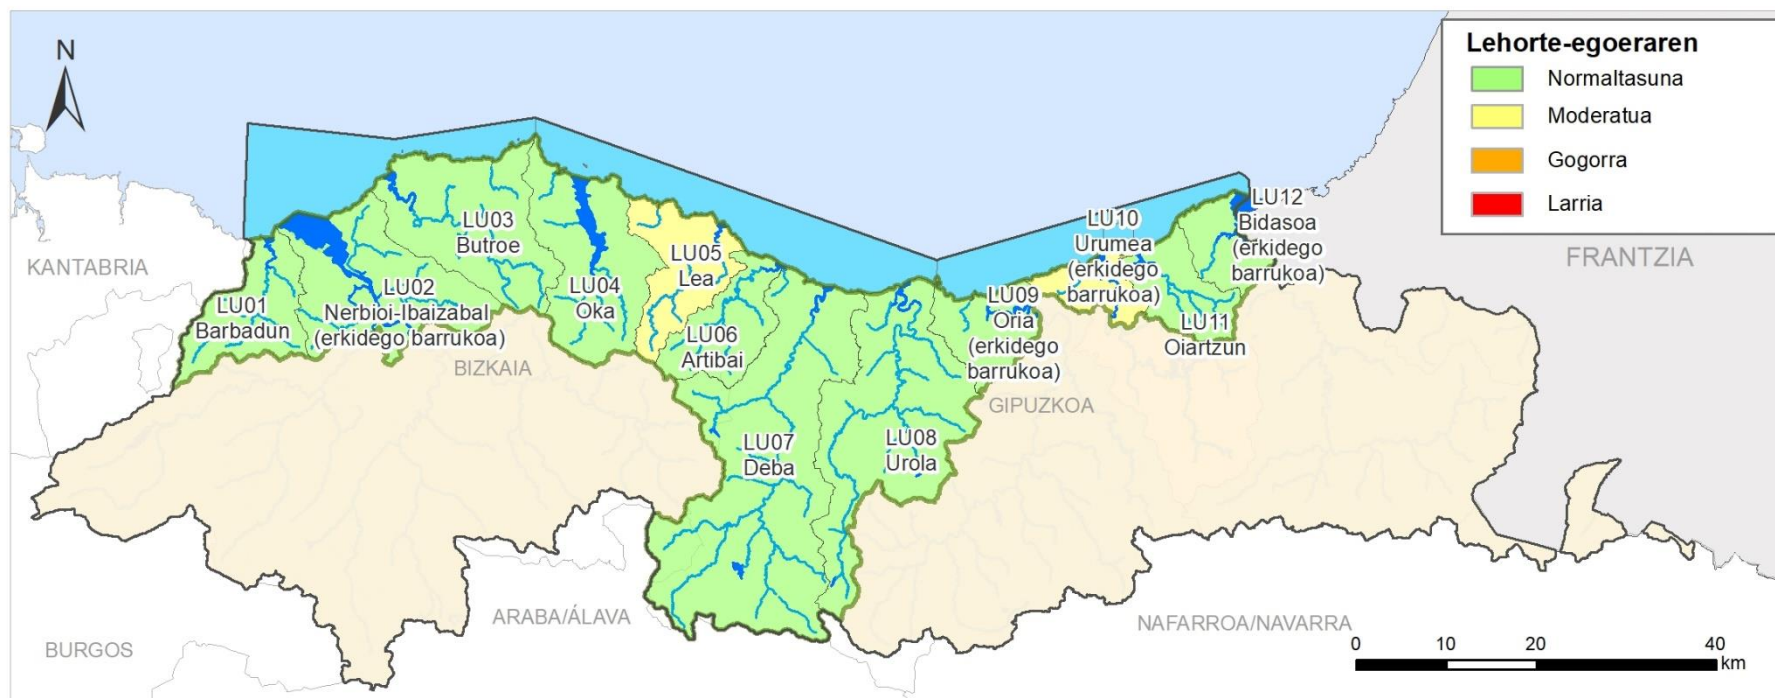 N
Lehorte-egoeraren
Normaltasuna
Moderatua
Gogorra
Larria
KANTABRIA
LU01
Barbadun
LU02
Nerbioi-Ibaizabal
(erkidego barrukoa)
LU03
Butroe
LU04
Oka
LU05
Lea
LU06
Artibai
LU07
Deba
LU08
Urola
LU09
Oria
(erkidego
barrukoa)
LU10
Urumea
(erkidego
barrukoa)
LU11
Oiartzun
LU12
Bidasoa
(erkidego
barrukoa)
FRANTZIA
BIZKAIA
GIPUZKOA
ARABA/ÁLAVA
NAFARROA/NAVARRA
BURGOS
0 10 20 40
km